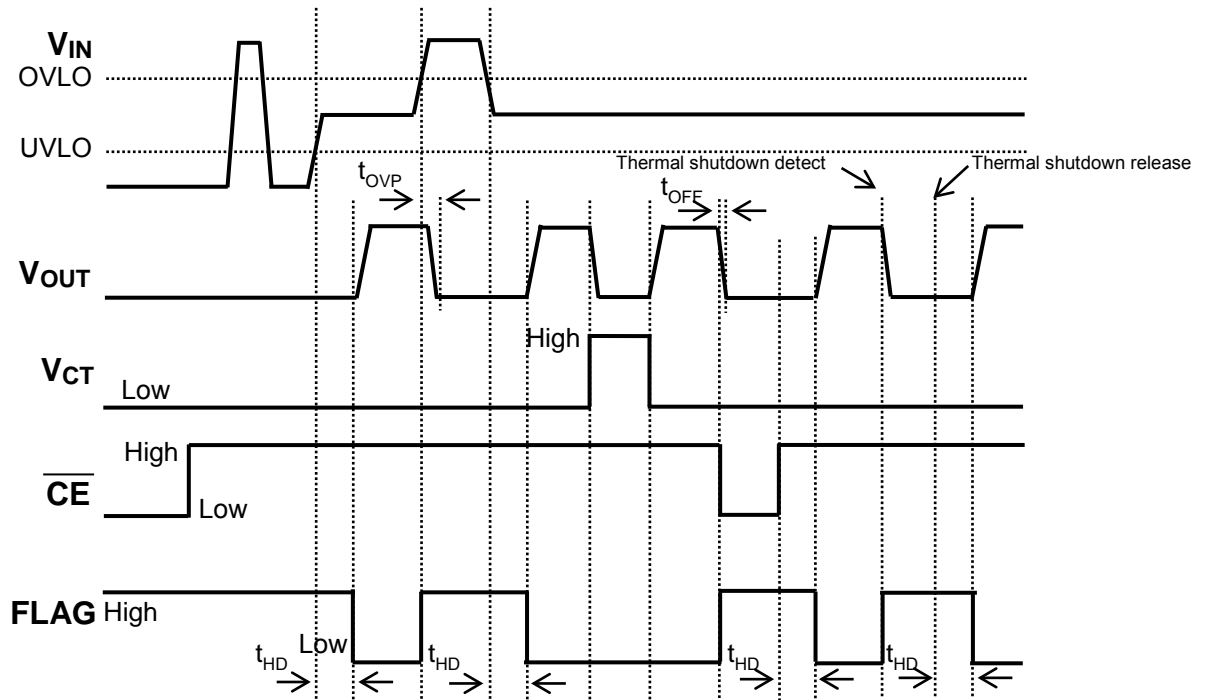 VIN
OVLO
UVLO
Thermal shutdown detect
Thermal shutdown release
tOVP
tOFF
VOUT
High
VCT
Low
High
CE
Low
FLAG
High
Low
tHD
tHD
tHD
tHD